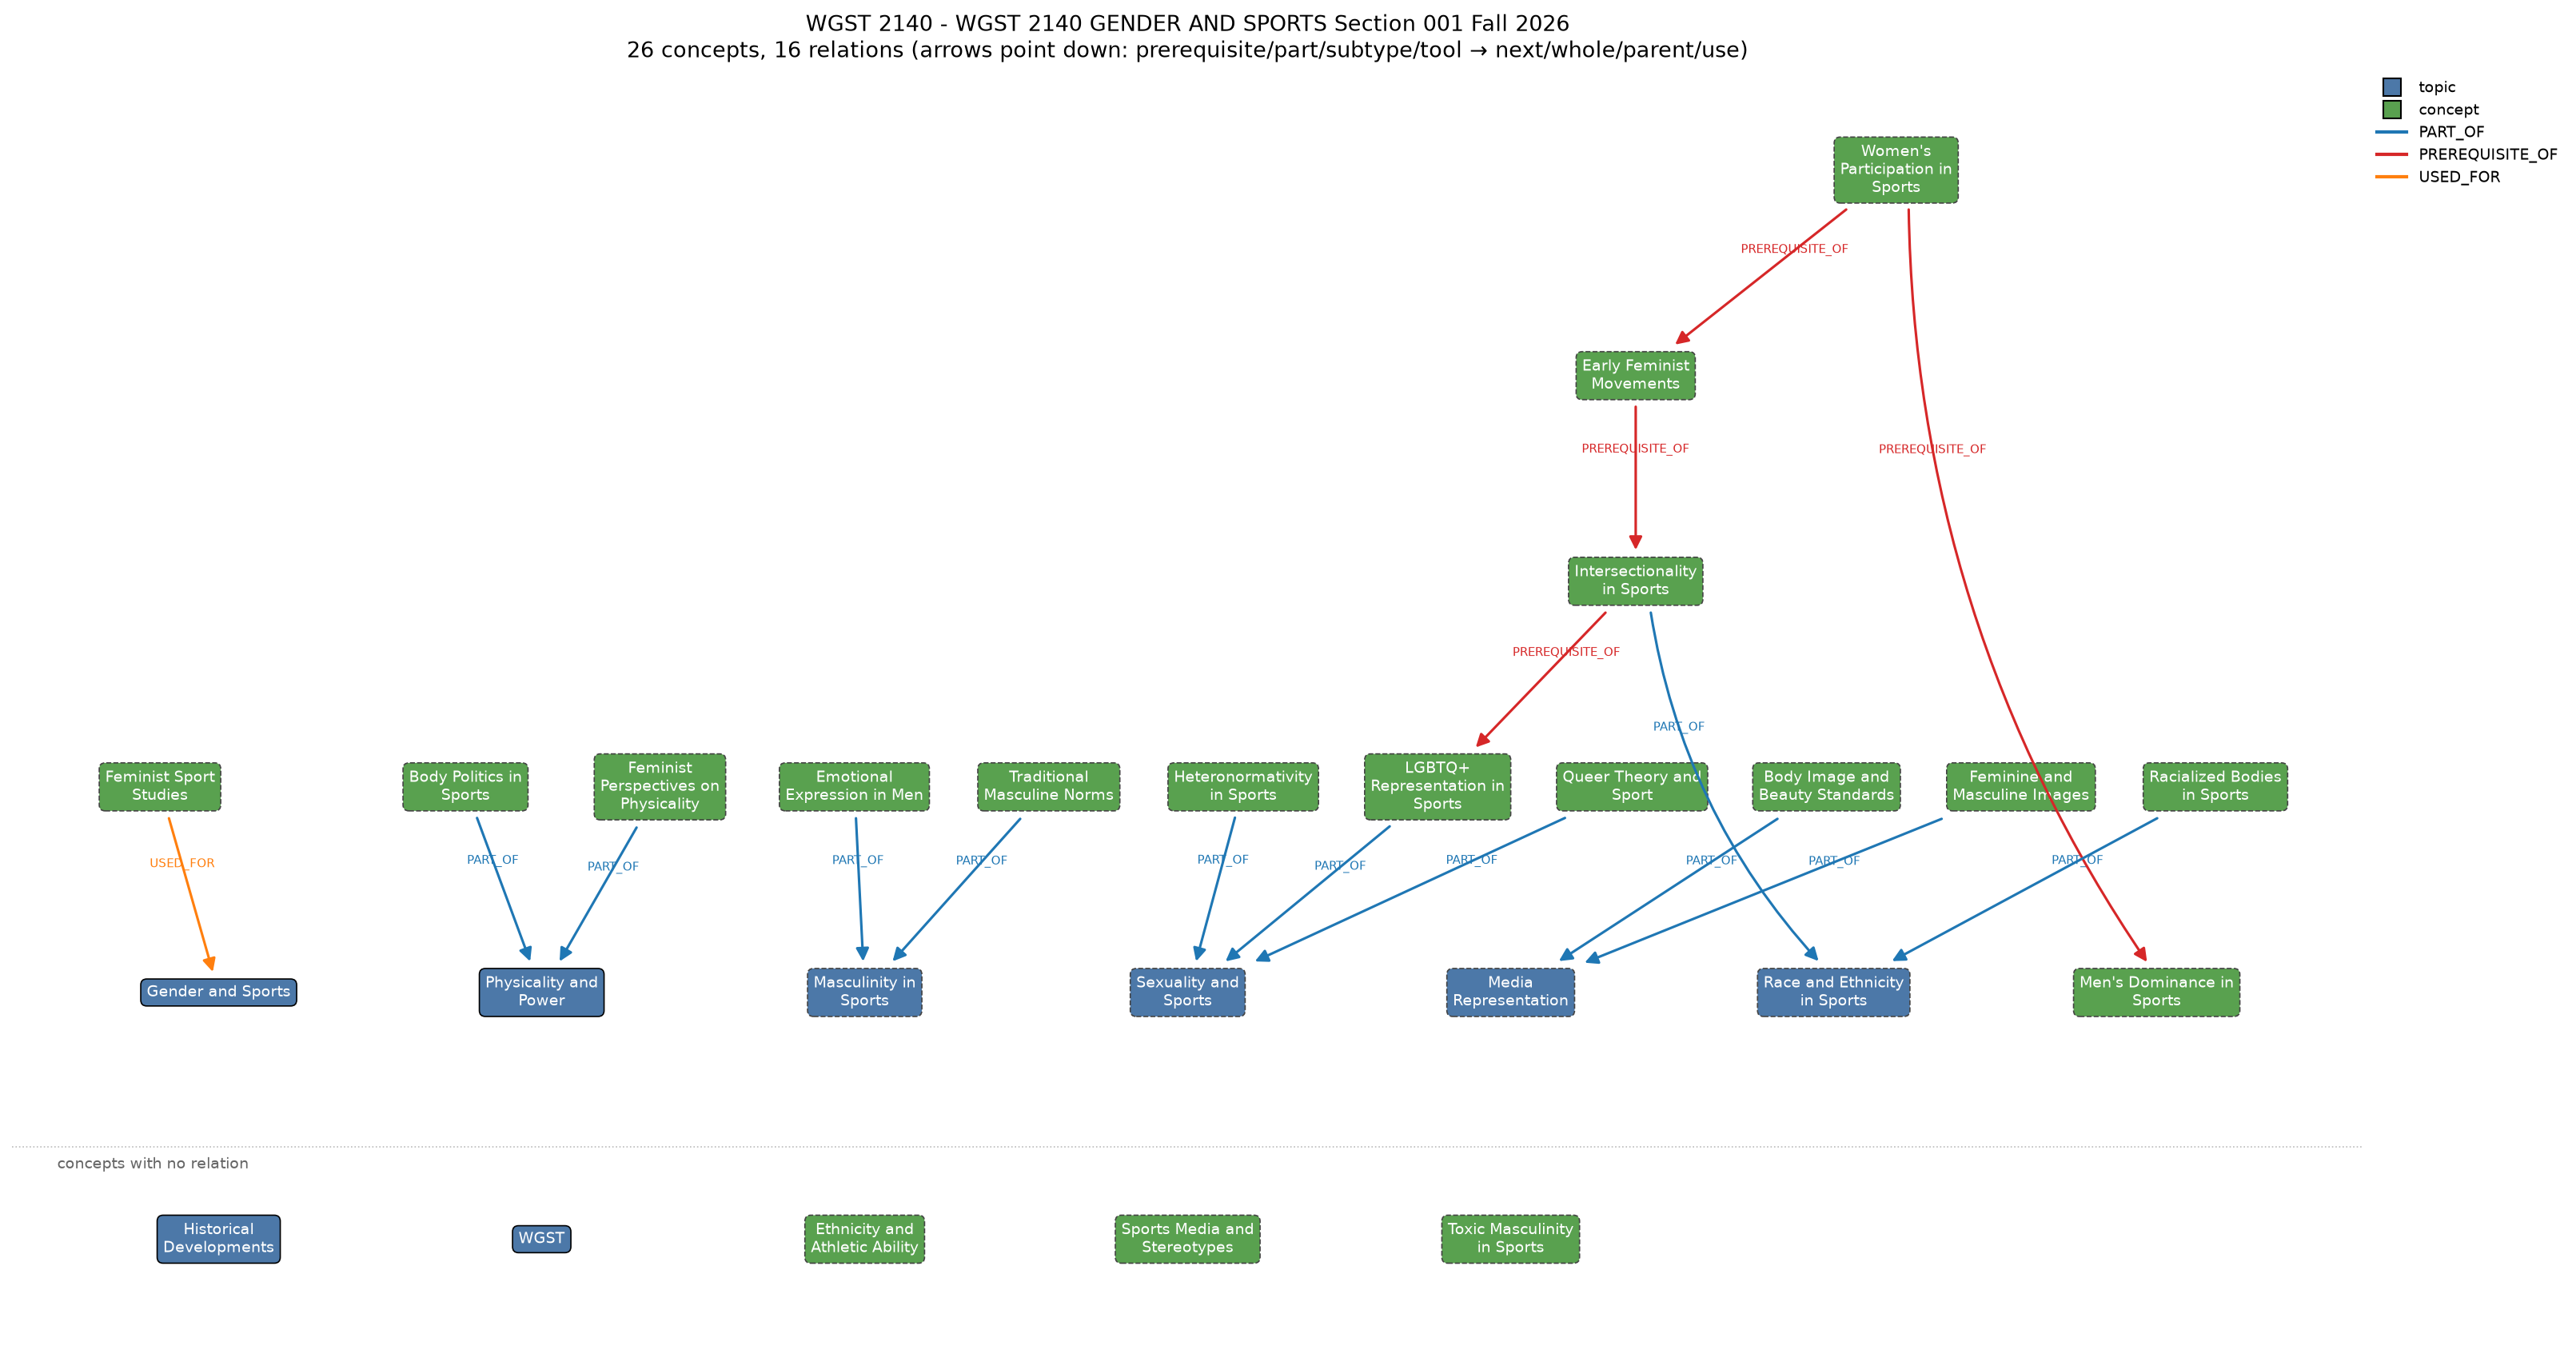 WGST 2140 - WGST 2140 GENDER AND SPORTS Section 001 Fall 2026
26 concepts, 16 relations (arrows point down: prerequisite/part/subtype/tool → next/whole/parent/use)
topic
concept
PART_OF
PREREQUISITE_OF
USED_FOR
Women's
Participation in
Sports
PREREQUISITE_OF
Early Feminist
Movements
PREREQUISITE_OF
PREREQUISITE_OF
Intersectionality
in Sports
PREREQUISITE_OF
PART_OF
Feminist Sport
Studies
Body Politics in
Sports
Feminist
Perspectives on
Physicality
Emotional
Expression in Men
Traditional
Masculine Norms
Heteronormativity
in Sports
LGBTQ+
Representation in
Sports
Queer Theory and
Sport
Body Image and
Beauty Standards
Feminine and
Masculine Images
Racialized Bodies
in Sports
USED_FOR
PART_OF
PART_OF
PART_OF
PART_OF
PART_OF
PART_OF
PART_OF
PART_OF
PART_OF
PART_OF
Gender and Sports
Physicality and
Power
Masculinity in
Sports
Sexuality and
Sports
Media
Representation
Race and Ethnicity
in Sports
Men's Dominance in
Sports
concepts with no relation
Historical
Developments
WGST
Ethnicity and
Athletic Ability
Sports Media and
Stereotypes
Toxic Masculinity
in Sports